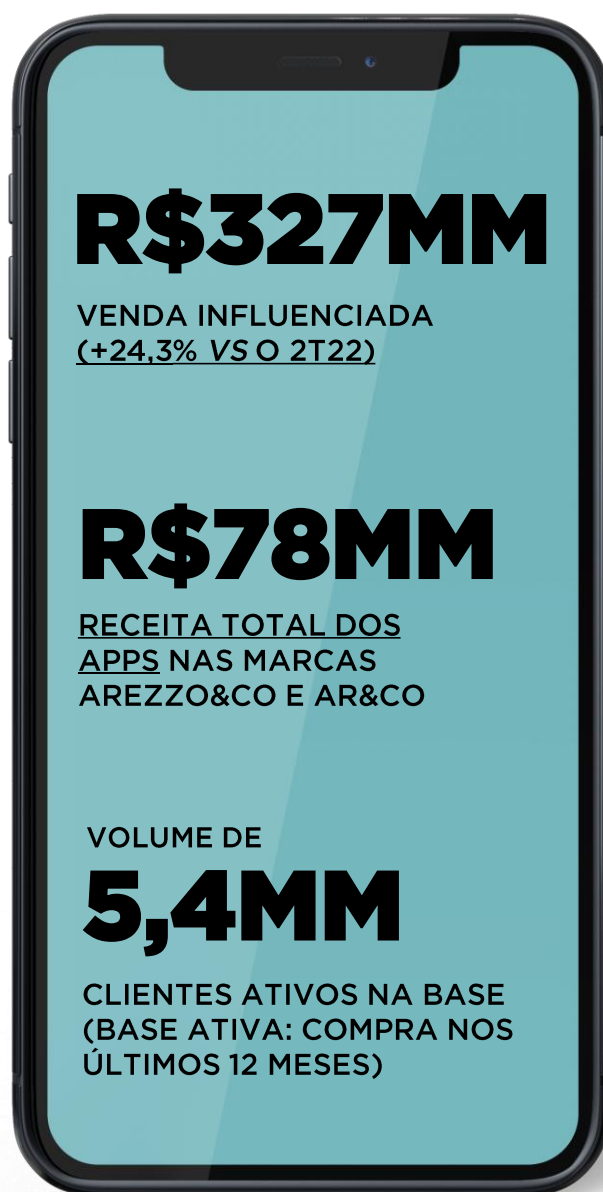 R$327MM
VENDA INFLUENCIADA
(+24,3% VS O 2T22)
R$78MM
RECEITA TOTAL DOS
APPS NAS MARCAS
AREZZO&CO E AR&CO
VOLUME DE
5,4MM
CLIENTES ATIVOS NA BASE
(BASE ATIVA: COMPRA NOS
ÚLTIMOS 12 MESES)